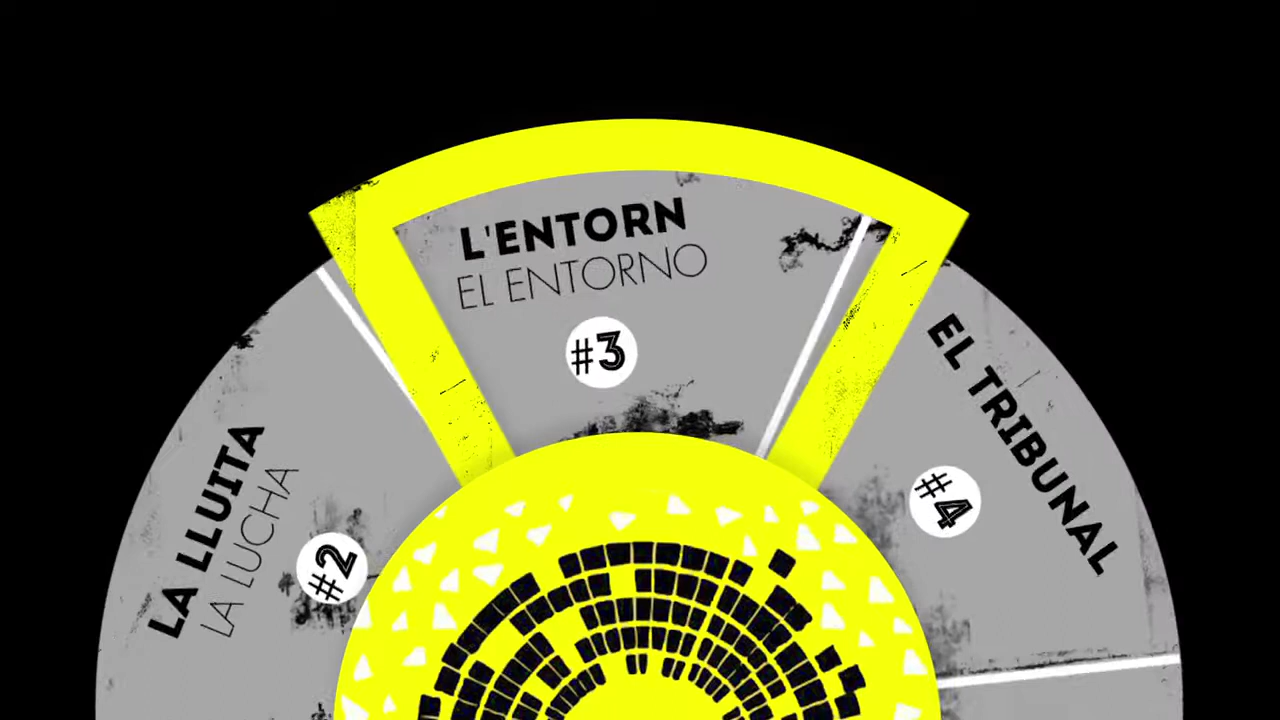 LA LLUITA
LA LUCHA
#2
L'ENTORN
EL ENTORNO
#3
EL TRIBUNAL
#4